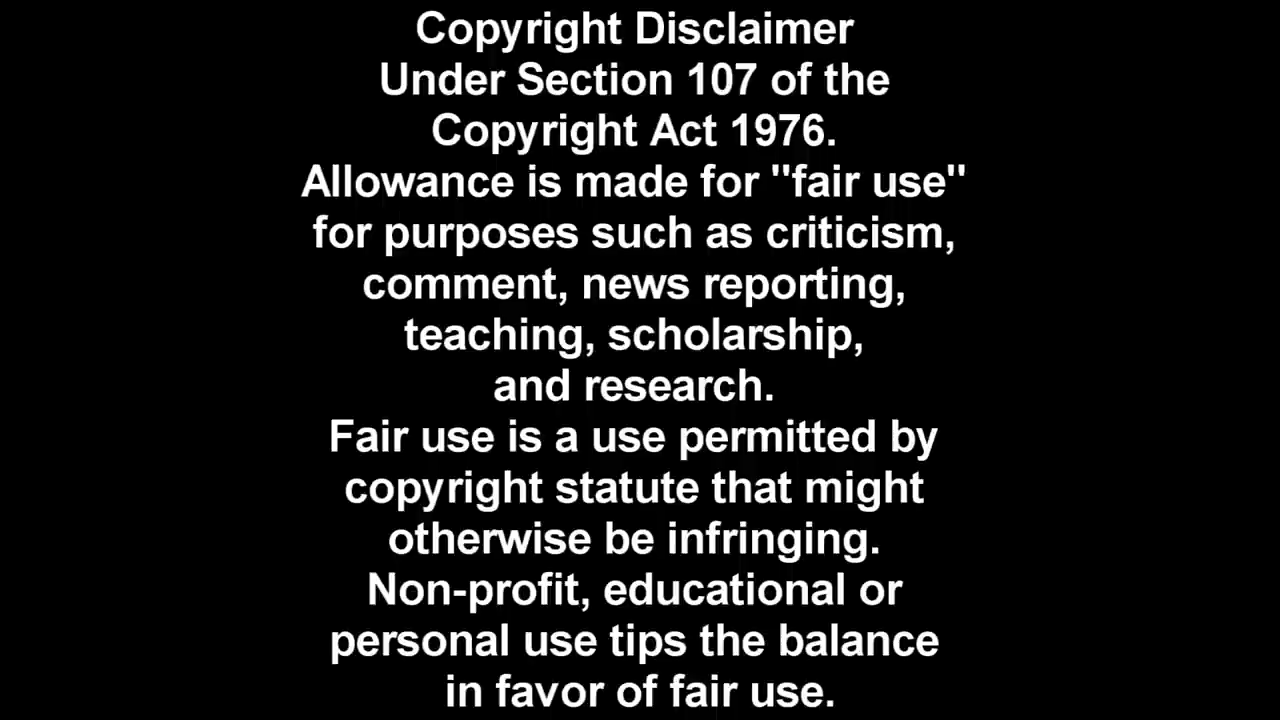 Copyright Disclaimer
Under Section 107 of the
Copyright Act 1976.
Allowance is made for "fair use"
for purposes such as criticism,
comment, news reporting,
teaching, scholarship,
and research.
Fair use is a use permitted by
copyright statute that might
otherwise be infringing.
Non-profit, educational or
personal use tips the balance
in favor of fair use.